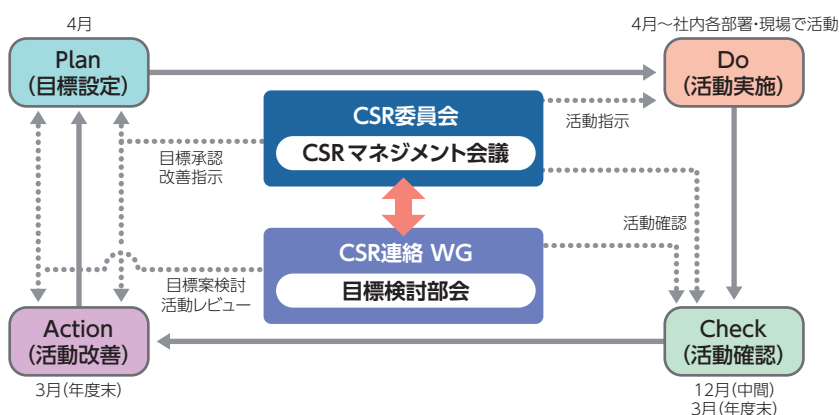 4月
4月~社内各部署・現場で活動
Plan
(目標設定)
Do
(活動実施)
CSR委員会
CSRマネジメント会議
活動指示
目標承認
改善指示
活動確認
CSR連絡 WG
目標検討部会
目標案検討
活動レビュー
Action
(活動改善)
Check
(活動確認)
3月(年度末)
12月(中間)
3月(年度末)